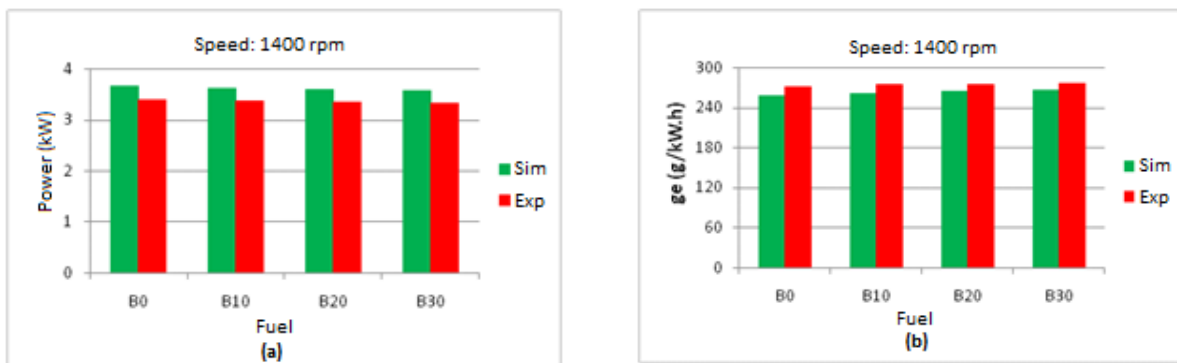 Speed: 1400 rpm
4
3
2
1
0
Power (kW)
B0 B10 B20 B30
Fuel
(a)
Sim
Exp
Speed: 1400 rpm
300
240
180
120
60
0
ge (g/kW.h)
B0 B10 B20 B30
Fuel
(b)
Sim
Exp